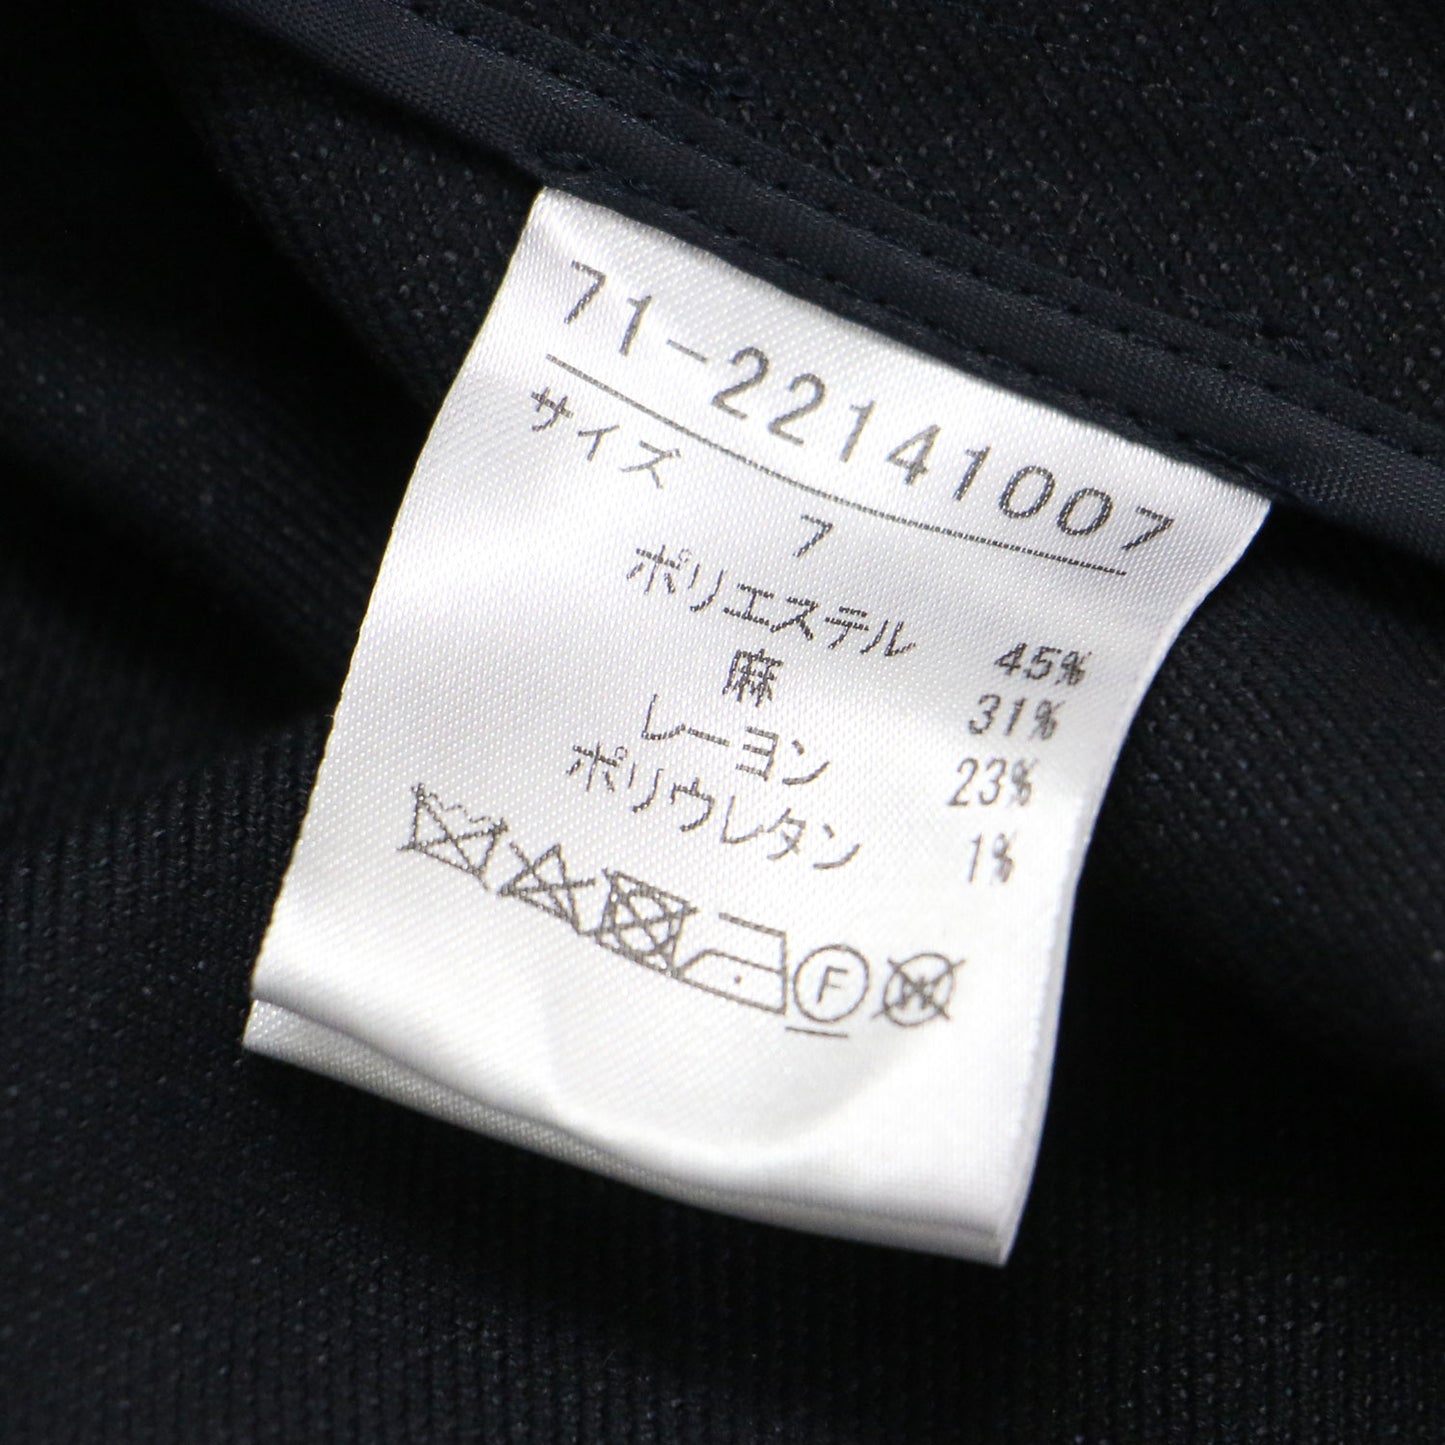 71-22141007
サイズ
7
ポリエステル 45%
麻 31%
レーヨン 23%
ポリウレタン 1%
F W